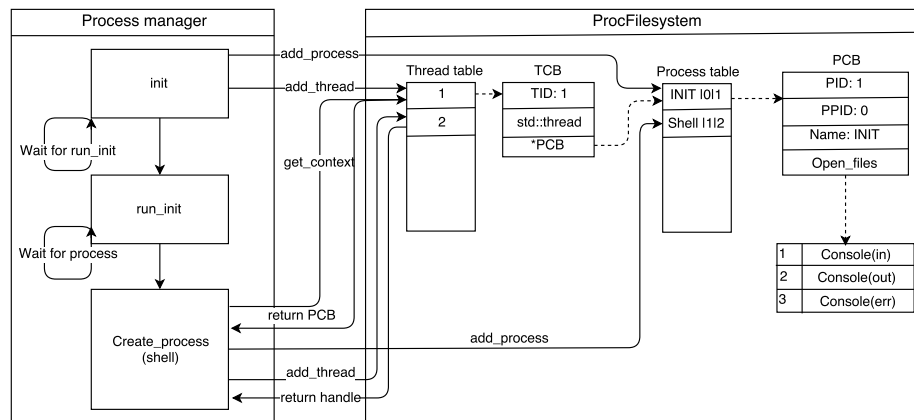 Process manager
ProcFilesystem
init
Wait for run_init
run_init
Wait for process
Create_process
(shell)
add_process
add_thread
get_context
return PCB
add_process
add_thread
return handle
Thread table
1
2
TCB
TID: 1
std::thread
*PCB
Process table
INIT |0|1
Shell |1|2
PCB
PID: 1
PPID: 0
Name: INIT
Open_files
1 Console(in)
2 Console(out)
3 Console(err)